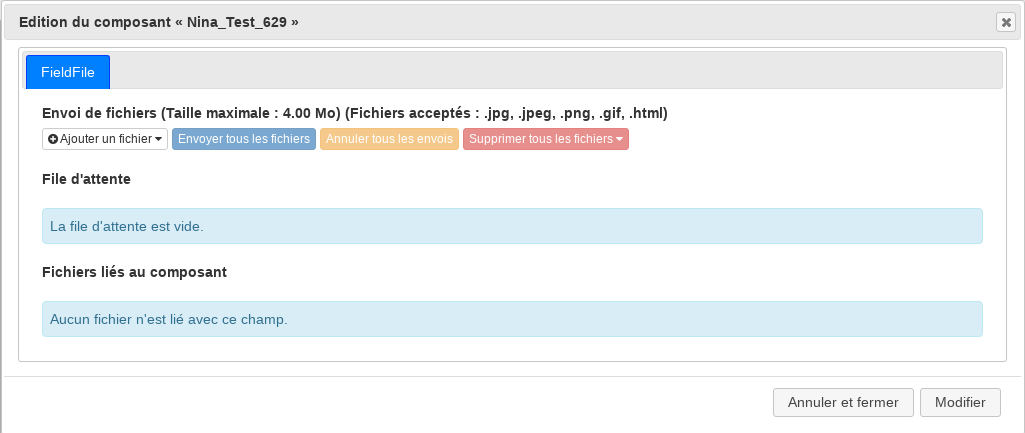 Edition du composant « Nina_Test_629 »
FieldFile
Envoi de fichiers (Taille maximale : 4.00 Mo) (Fichiers acceptés : .jpg, .jpeg, .png, .gif, .html)
Ajouter un fichier Envoyer tous les fichiers Annuler tous les envois Supprimer tous les fichiers
File d'attente
La file d'attente est vide.
Fichiers liés au composant
Aucun fichier n'est lié avec ce champ.
Annuler et fermer Modifier